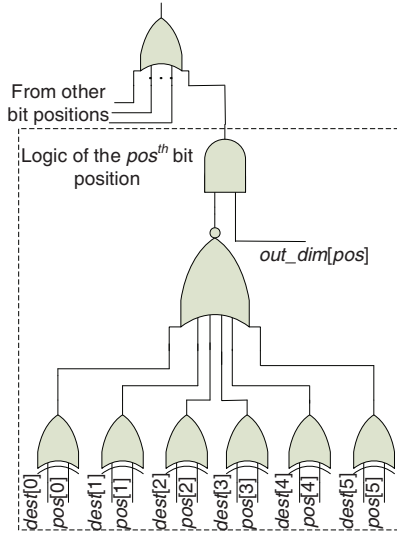 From other
bit positions
Logic of the pos^th bit
position
out_dim[pos]
dest[0]
pos[0]
dest[1]
pos[1]
dest[2]
pos[2]
dest[3]
pos[3]
dest[4]
pos[4]
dest[5]
pos[5]